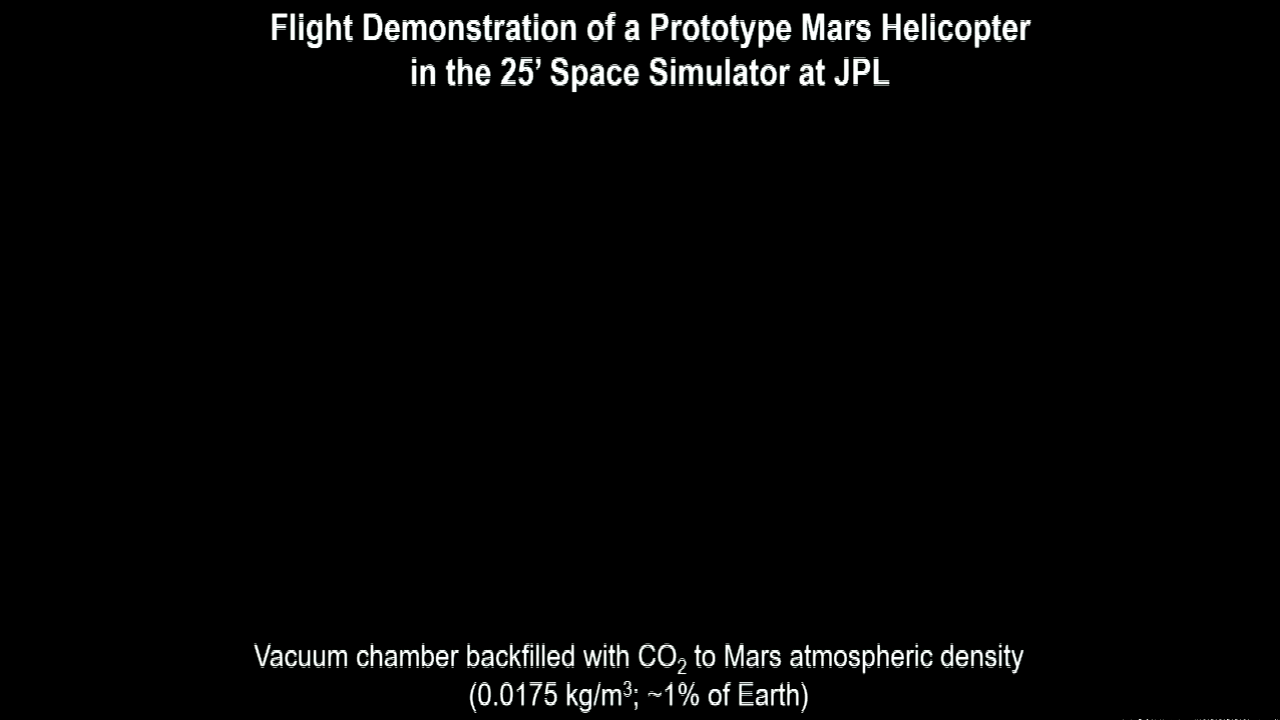 Flight Demonstration of a Prototype Mars Helicopter
in the 25’ Space Simulator at JPL
Vacuum chamber backfilled with CO₂ to Mars atmospheric density
(0.0175 kg/m³; ~1% of Earth)